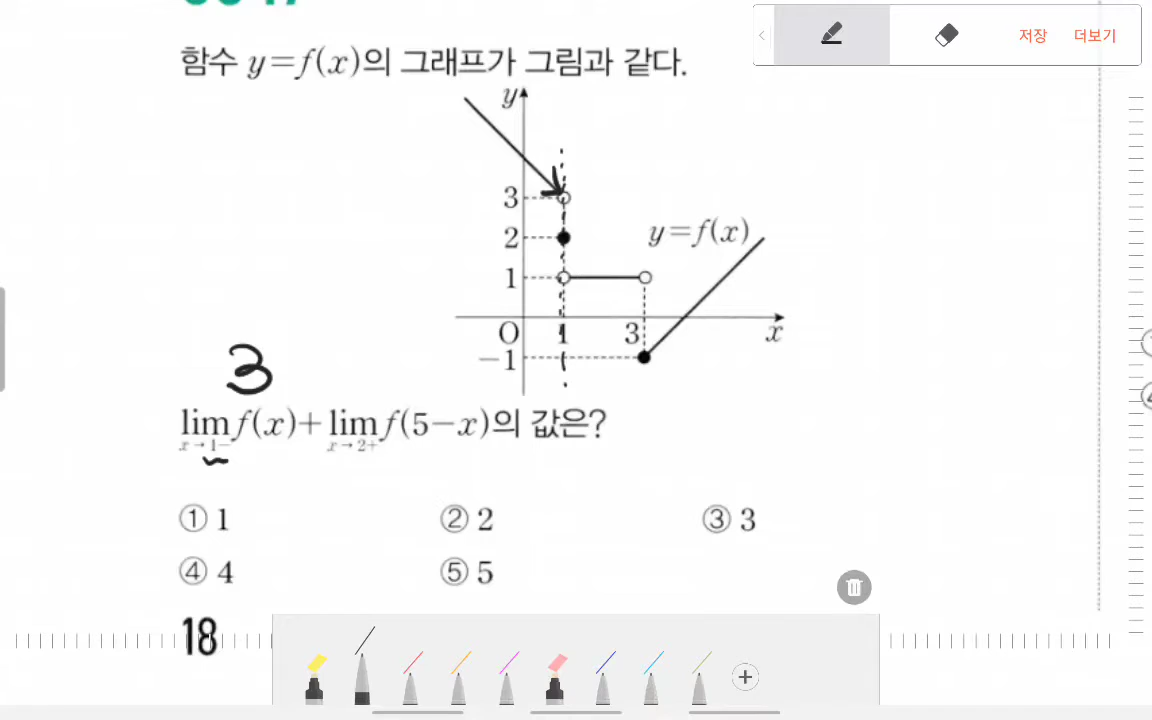 저장 더보기
함수 y=f(x)의 그래프가 그림과 같다.
y
3
2
y=f(x)
1
O 1 3 x
-1
3
lim f(x)+lim f(5-x)의 값은?
x→1- x→2+
① 1 ② 2 ③ 3
④ 4 ⑤ 5
18